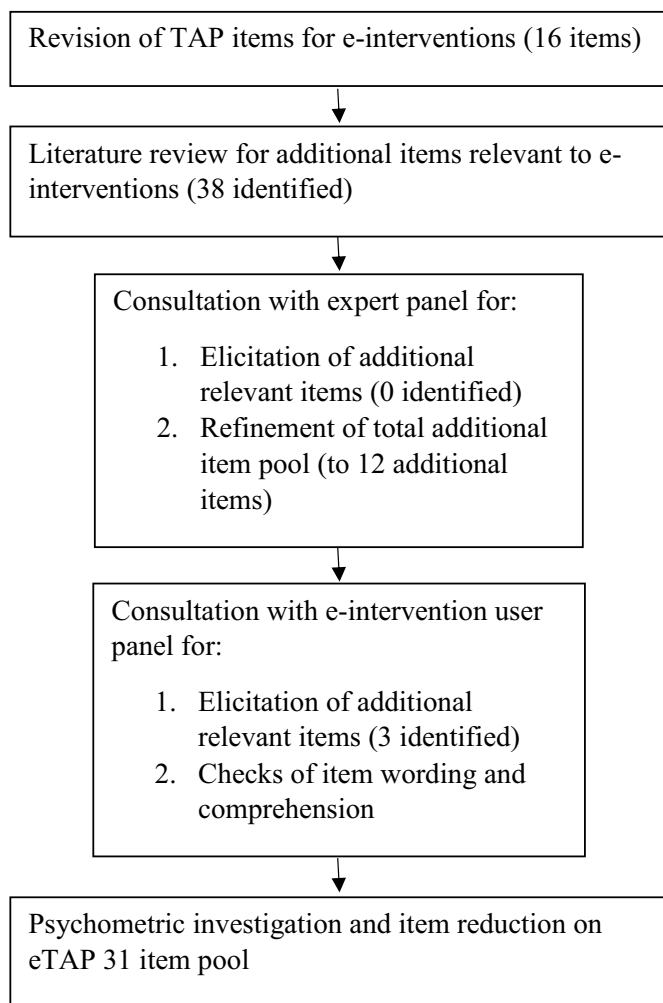 Revision of TAP items for e-interventions (16 items)
Literature review for additional items relevant to e-
interventions (38 identified)
Consultation with expert panel for:
1. Elicitation of additional
relevant items (0 identified)
2. Refinement of total additional
item pool (to 12 additional
items)
Consultation with e-intervention user
panel for:
1. Elicitation of additional
relevant items (3 identified)
2. Checks of item wording and
comprehension
Psychometric investigation and item reduction on
eTAP 31 item pool